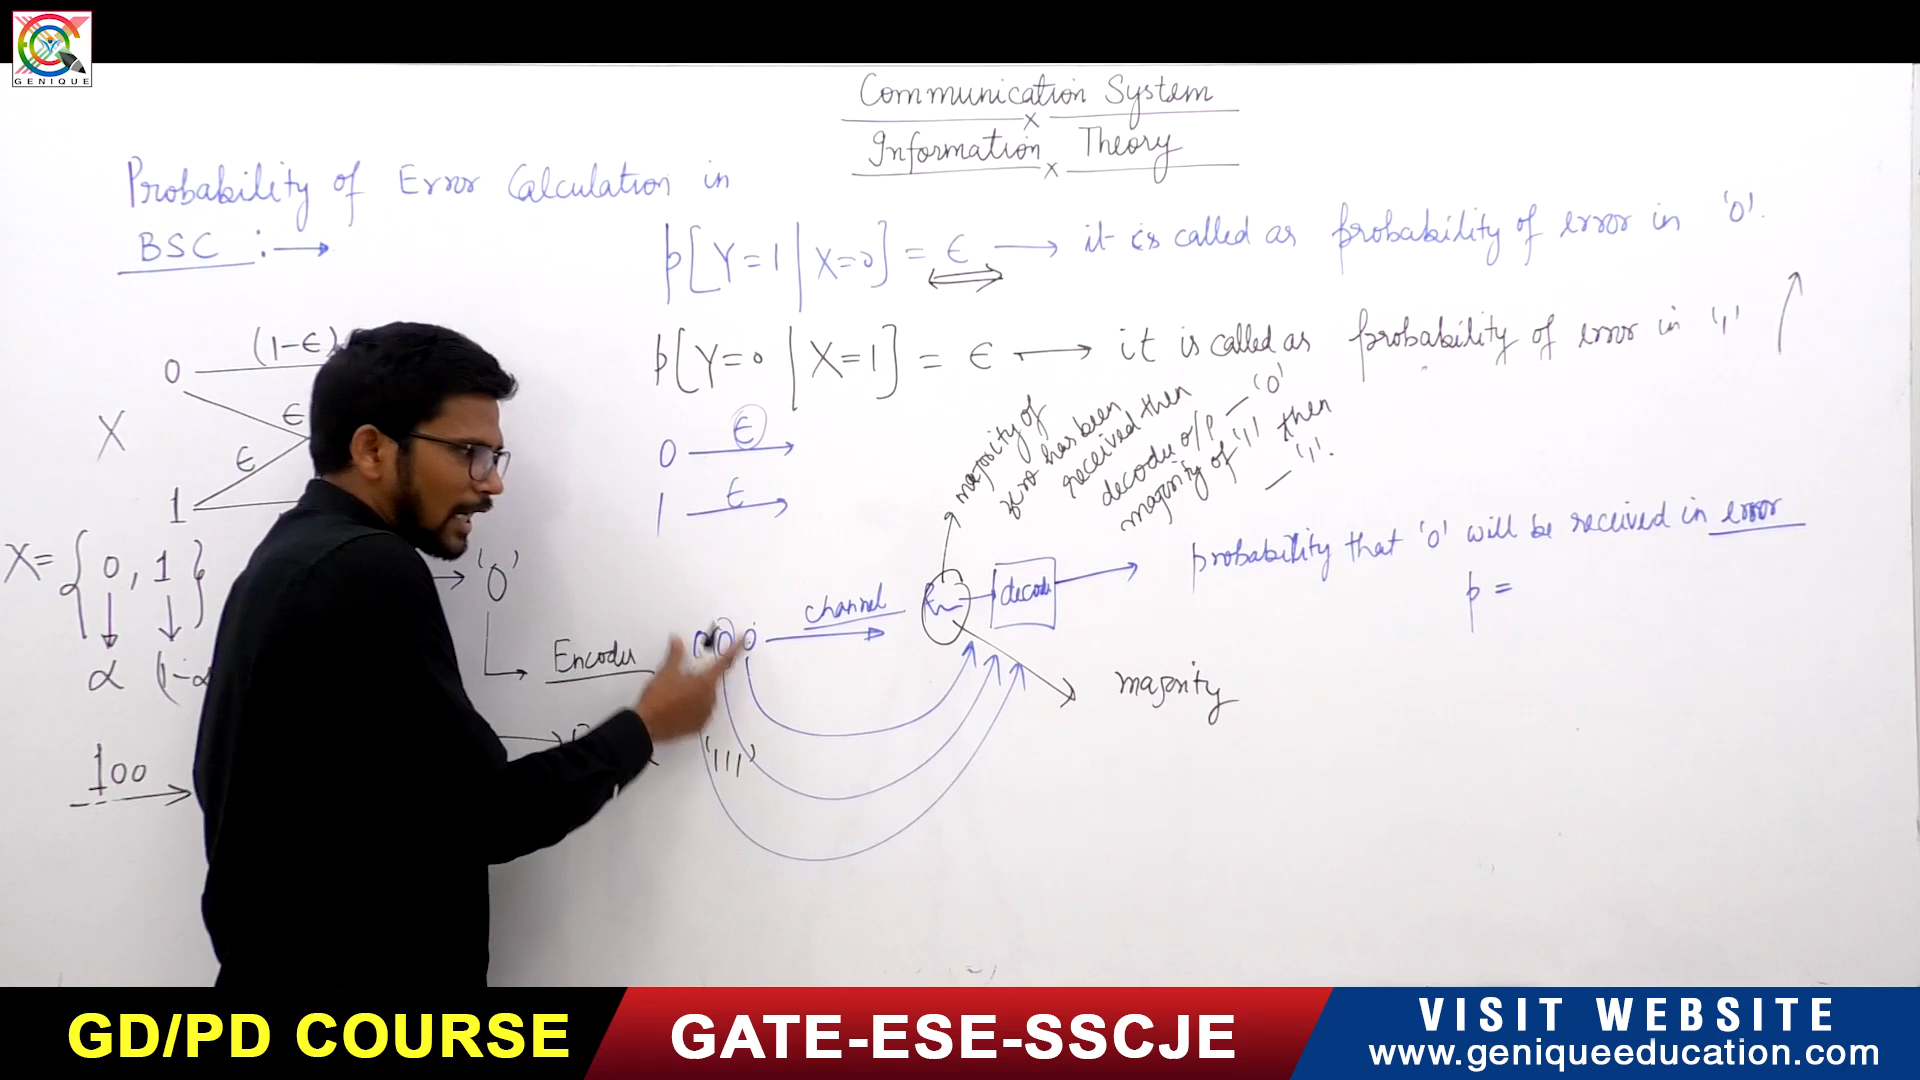 GENIQUE
Communication System
Information Theory
Probability of Error Calculation in
BSC :→
p[Y=1 | X=0] = ϵ → it is called as probability of error in '0'.
p[Y=0 | X=1] = ϵ → it is called as probability of error in '1'
0 (1-ϵ)
X
ϵ
ϵ
1
0 ϵ →
1 ϵ →
majority of
zero has been
received then
decode o/p — '0'
majority of '1' then
— '1'.
X = {0, 1}
α (1-α
→ '0'
Encoder
000
channel
decode
probability that '0' will be received in error
p =
majority
100
'111'
GD/PD COURSE
GATE-ESE-SSCJE
VISIT WEBSITE
www.geniqueeducation.com